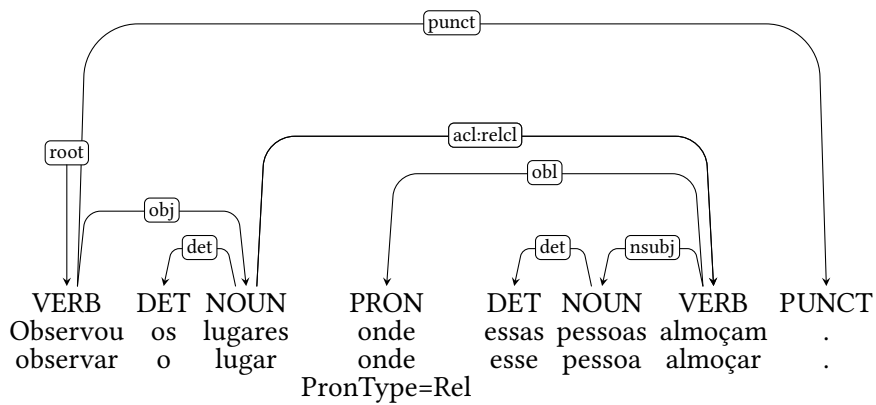 punct
acl:relcl
root
obl
obj
det det nsubj
VERB DET NOUN PRON DET NOUN VERB PUNCT
Observou os lugares onde essas pessoas almoçam .
observar o lugar onde esse pessoa almoçar .
PronType=Rel